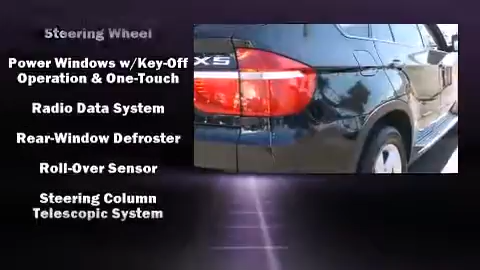 Steering Wheel
Power Windows w/Key-Off
Operation & One-Touch
Radio Data System
Rear-Window Defroster
Roll-Over Sensor
Steering Column
Telescopic System
X5